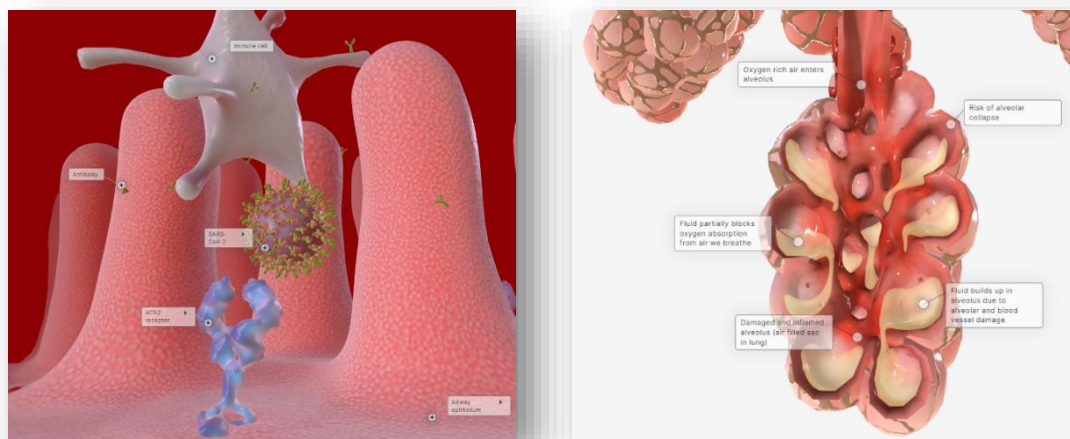 Immune cell
Antibody
SARS-
CoV-2
ACE2
receptor
Airway
epithelium
Oxygen rich air enters
alveolus
Risk of alveolar
collapse
Fluid partially blocks
oxygen absorption
from air we breathe
Fluid builds up in
alveolus due to
alveolar and blood
vessel damage
Damaged and inflamed
alveolus (air filled sac
in lung)